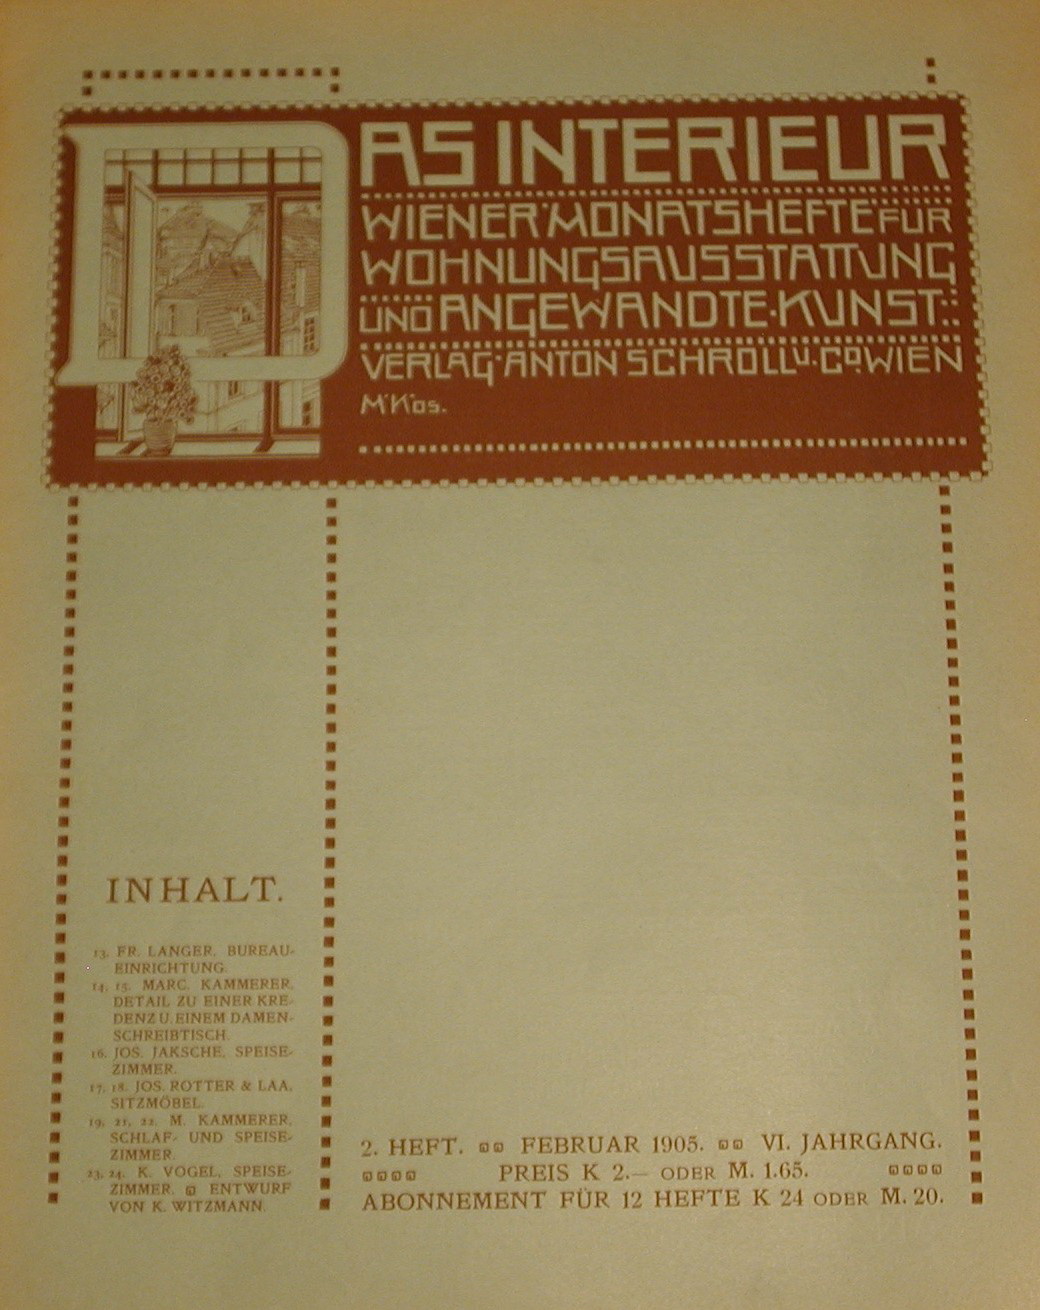 DAS INTERIEUR
WIENER MONATSHEFTE FÜR
WOHNUNGSAUSSTATTUNG
UND ANGEWANDTE·KUNST::
VERLAG·ANTON SCHROLL U. CO. WIEN
M·Kos.
INHALT.
13. FR. LANGER, BUREAU-
EINRICHTUNG.
14, 15. MARC. KAMMERER,
DETAIL ZU EINER KRE-
DENZ U. EINEM DAMEN-
SCHREIBTISCH.
16. JOS. JAKSCHE, SPEISE-
ZIMMER.
17, 18. JOS. ROTTER & LAA,
SITZMÖBEL.
19, 21, 22. M. KAMMERER,
SCHLAF- UND SPEISE-
ZIMMER.
23, 24. K. VOGEL, SPEISE-
ZIMMER. ENTWURF
VON K. WITZMANN.
2. HEFT. FEBRUAR 1905. VI. JAHRGANG.
PREIS K 2.— ODER M. 1.65.
ABONNEMENT FÜR 12 HEFTE K 24 ODER M. 20.